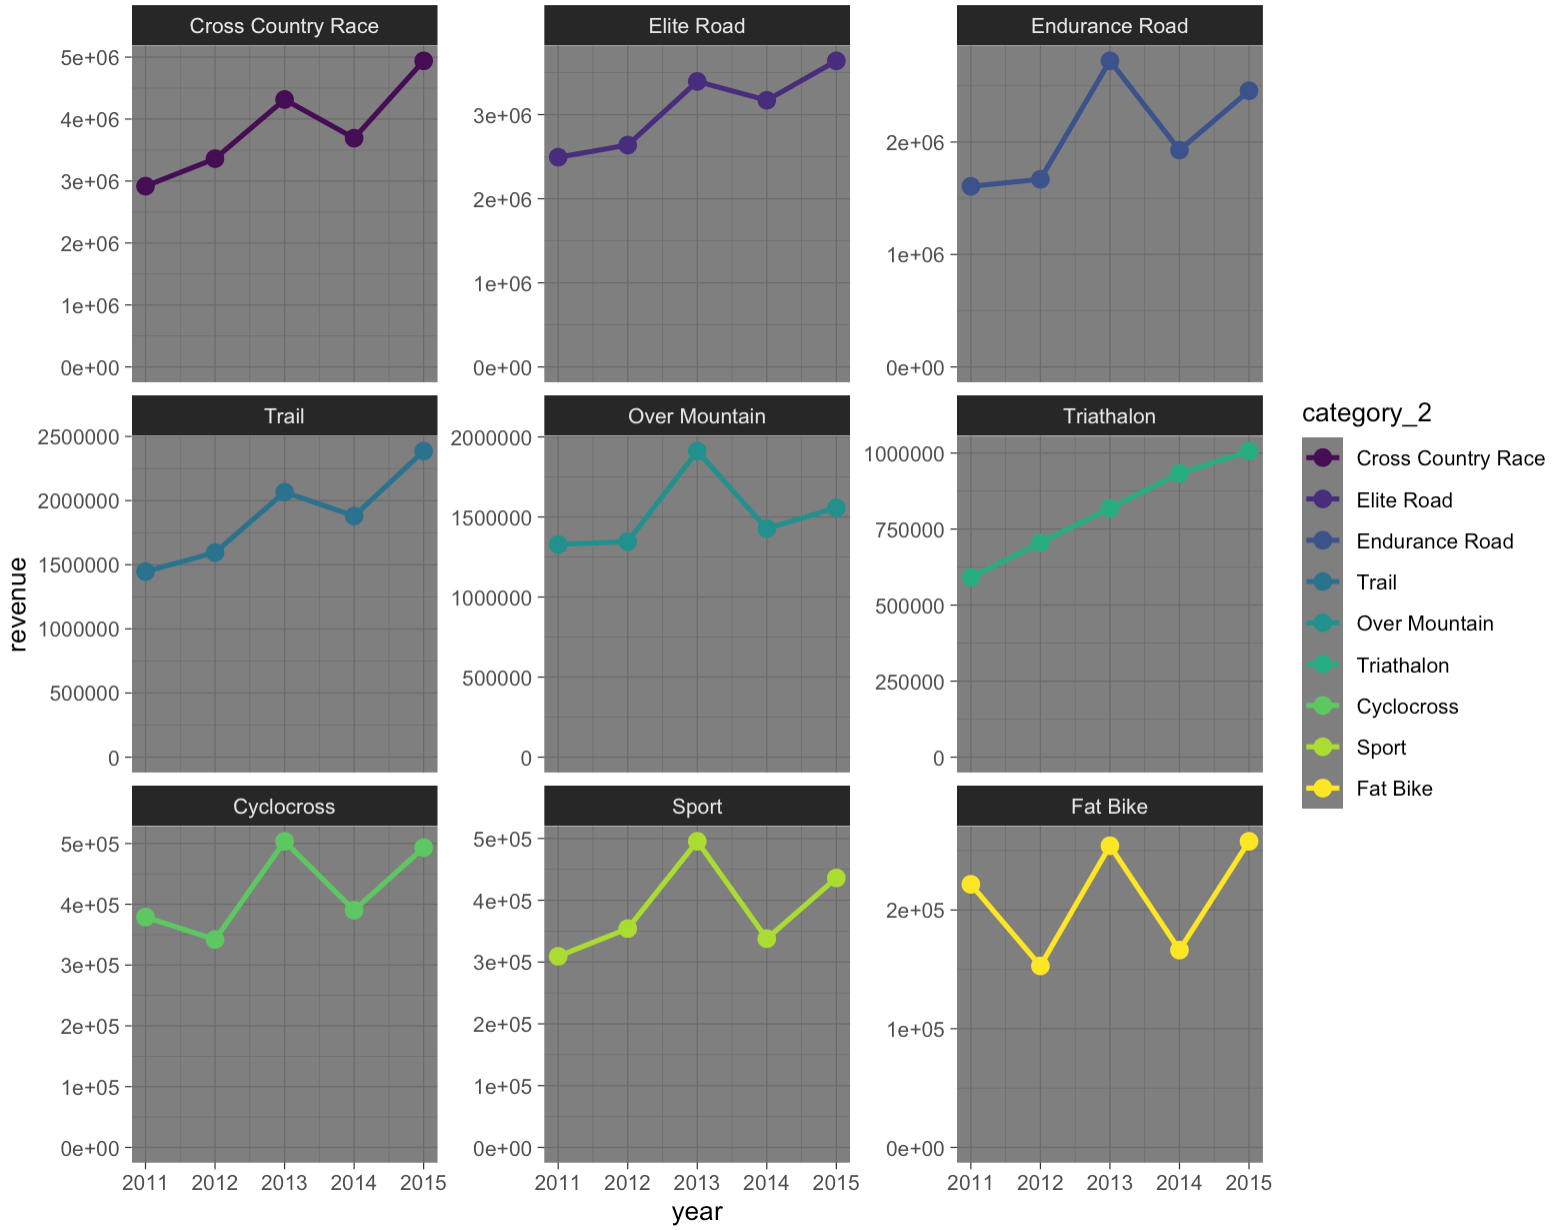 Cross Country Race
Elite Road
Endurance Road
5e+06
4e+06
3e+06
2e+06
1e+06
0e+00
3e+06
2e+06
1e+06
0e+00
2e+06
1e+06
0e+00
Trail
Over Mountain
Triathalon
2500000
2000000
1500000
1000000
500000
0
2000000
1500000
1000000
500000
0
1000000
750000
500000
250000
0
Cyclocross
Sport
Fat Bike
5e+05
4e+05
3e+05
2e+05
1e+05
0e+00
5e+05
4e+05
3e+05
2e+05
1e+05
0e+00
2e+05
1e+05
0e+00
2011 2012 2013 2014 2015
2011 2012 2013 2014 2015
2011 2012 2013 2014 2015
year
revenue
category_2
Cross Country Race
Elite Road
Endurance Road
Trail
Over Mountain
Triathalon
Cyclocross
Sport
Fat Bike